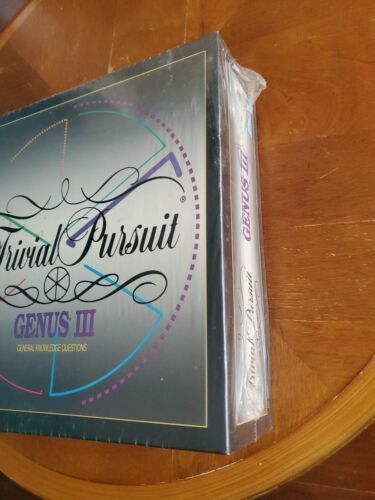 Trivial Pursuit®
GENUS III
GENERAL KNOWLEDGE QUESTIONS
Trivial Pursuit
GENUS III